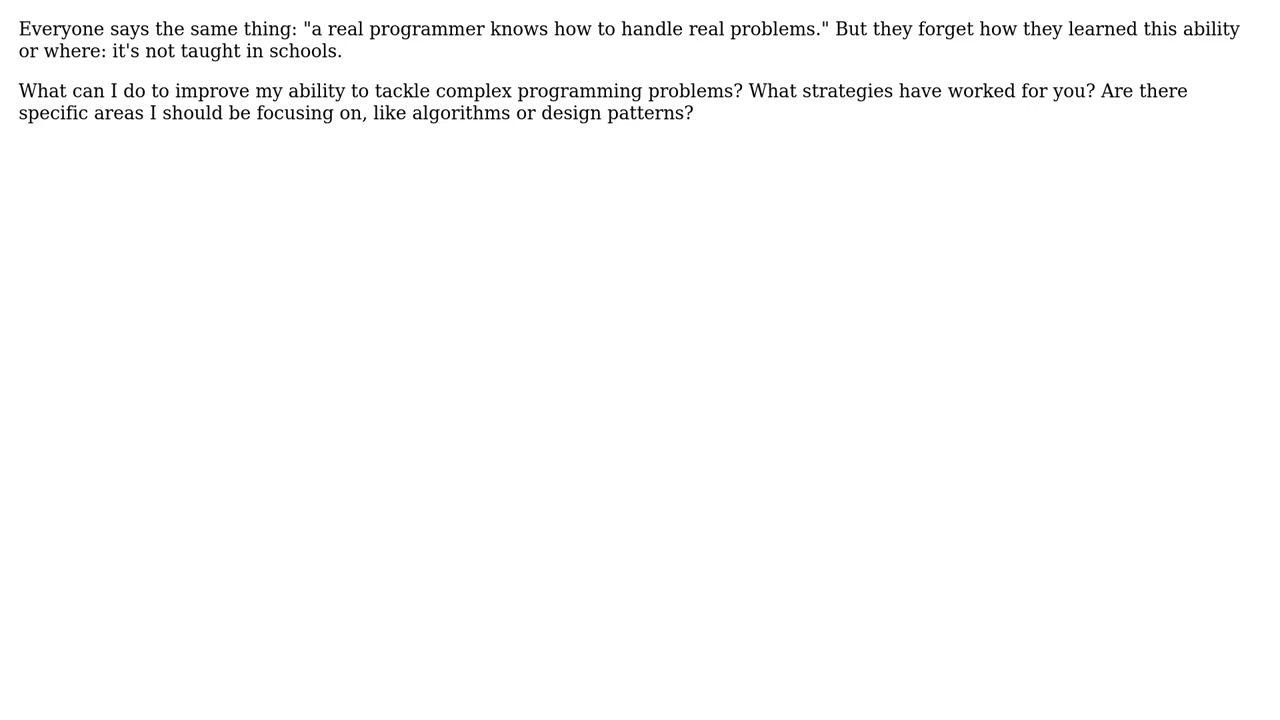 Everyone says the same thing: "a real programmer knows how to handle real problems." But they forget how they learned this ability
or where: it's not taught in schools.
What can I do to improve my ability to tackle complex programming problems? What strategies have worked for you? Are there
specific areas I should be focusing on, like algorithms or design patterns?